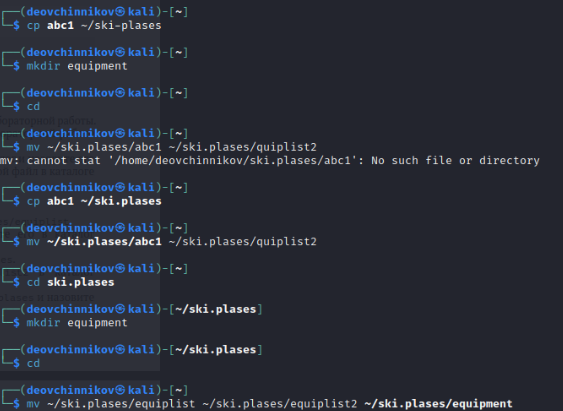 ┌──(deovchinnikov㉿kali)-[~]
└─$ cp abc1 ~/ski-plases
┌──(deovchinnikov㉿kali)-[~]
└─$ mkdir equipment
┌──(deovchinnikov㉿kali)-[~]
└─$ cd
┌──(deovchinnikov㉿kali)-[~]
└─$ mv ~/ski.plases/abc1 ~/ski.plases/quiplist2
mv: cannot stat '/home/deovchinnikov/ski.plases/abc1': No such file or directory
┌──(deovchinnikov㉿kali)-[~]
└─$ cp abc1 ~/ski.plases
┌──(deovchinnikov㉿kali)-[~]
└─$ mv ~/ski.plases/abc1 ~/ski.plases/quiplist2
┌──(deovchinnikov㉿kali)-[~]
└─$ cd ski.plases
┌──(deovchinnikov㉿kali)-[~/ski.plases]
└─$ mkdir equipment
┌──(deovchinnikov㉿kali)-[~/ski.plases]
└─$ cd
┌──(deovchinnikov㉿kali)-[~]
└─$ mv ~/ski.plases/equiplist ~/ski.plases/equiplist2 ~/ski.plases/equipment